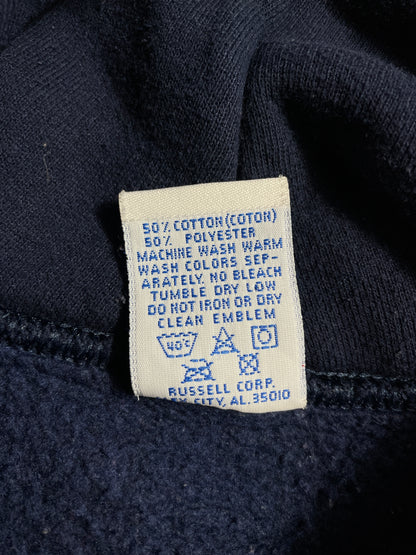 50% COTTON (COTON)
50% POLYESTER
MACHINE WASH WARM
WASH COLORS SEP-
ARATELY. NO BLEACH
TUMBLE DRY LOW
DO NOT IRON OR DRY
CLEAN EMBLEM
40°C
RUSSELL CORP.
CITY, AL. 35010